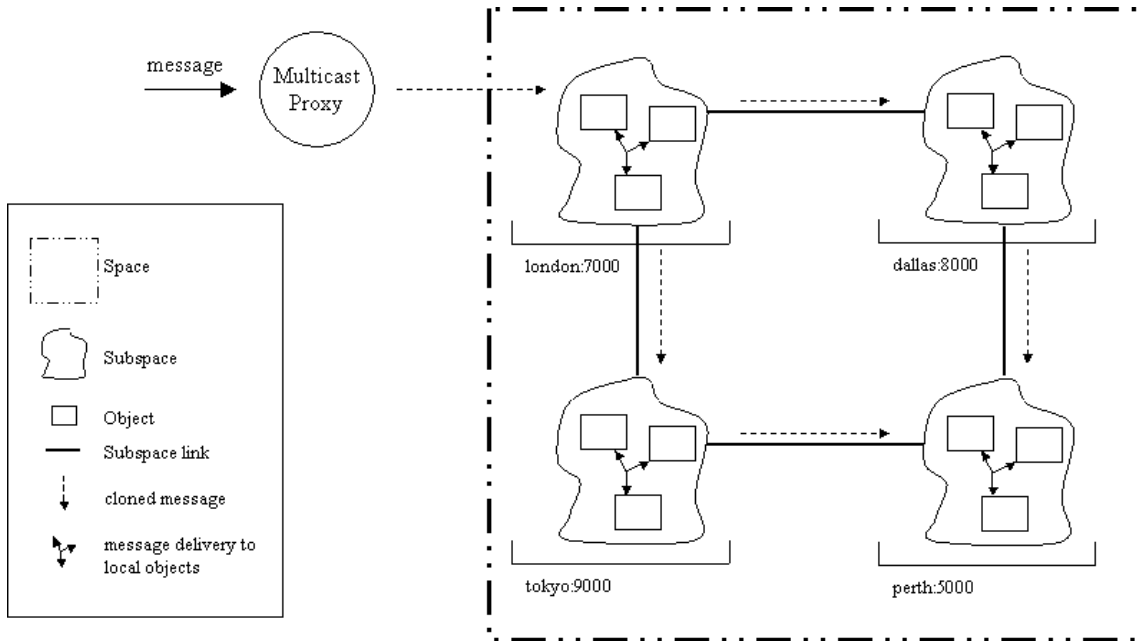 message
Multicast
Proxy
london:7000
dallas:8000
tokyo:9000
perth:5000
Space
Subspace
Object
Subspace link
cloned message
message delivery to
local objects